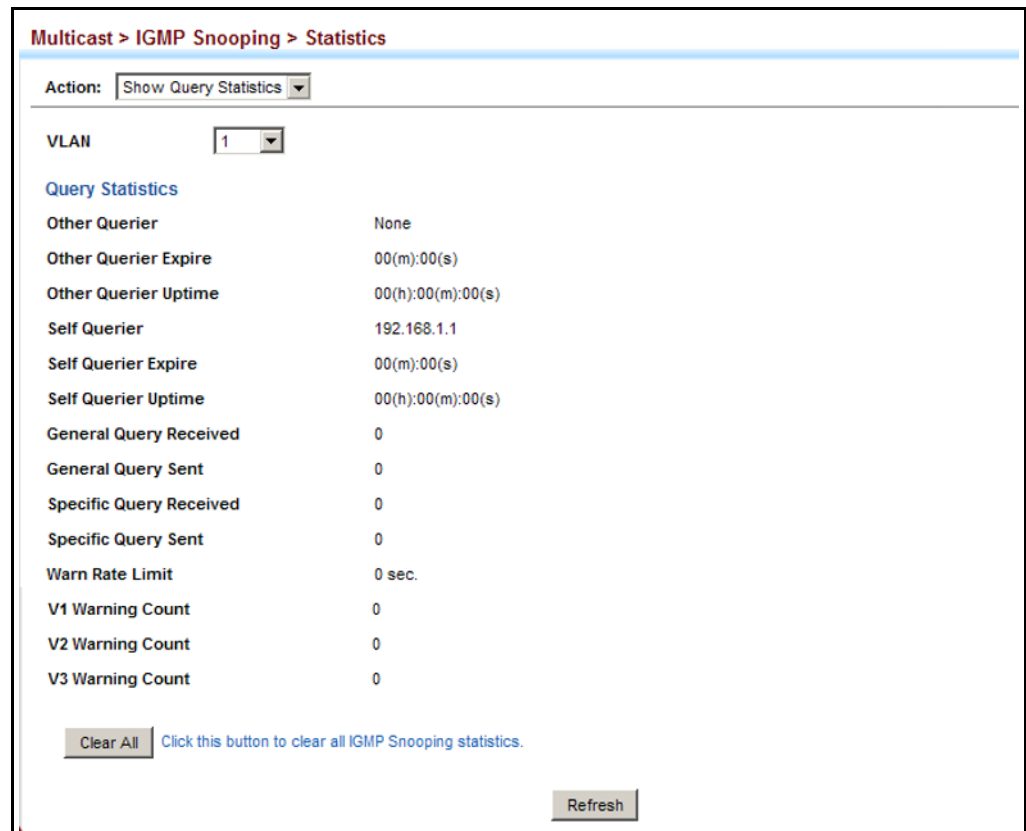 Multicast > IGMP Snooping > Statistics
Action: Show Query Statistics
VLAN 1
Query Statistics
Other Querier None
Other Querier Expire 00(m):00(s)
Other Querier Uptime 00(h):00(m):00(s)
Self Querier 192.168.1.1
Self Querier Expire 00(m):00(s)
Self Querier Uptime 00(h):00(m):00(s)
General Query Received 0
General Query Sent 0
Specific Query Received 0
Specific Query Sent 0
Warn Rate Limit 0 sec.
V1 Warning Count 0
V2 Warning Count 0
V3 Warning Count 0
Clear All Click this button to clear all IGMP Snooping statistics.
Refresh